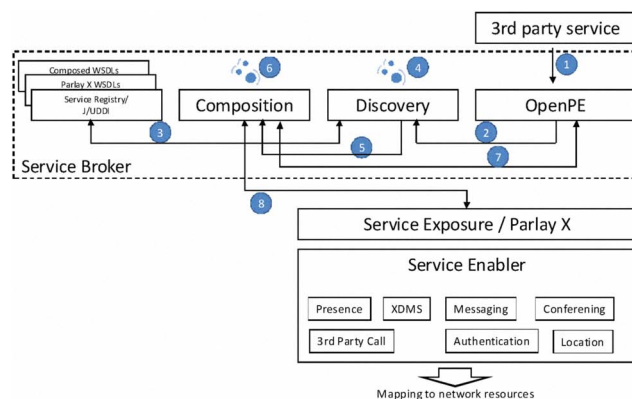 3rd party service
1
Composed WSDLs
Parlay X WSDLs
Service Registry/
J/UDDI
6
4
Composition
Discovery
OpenPE
3
5
2
7
Service Broker
8
Service Exposure / Parlay X
Service Enabler
Presence
XDMS
Messaging
Conferening
3rd Party Call
Authentication
Location
Mapping to network resources